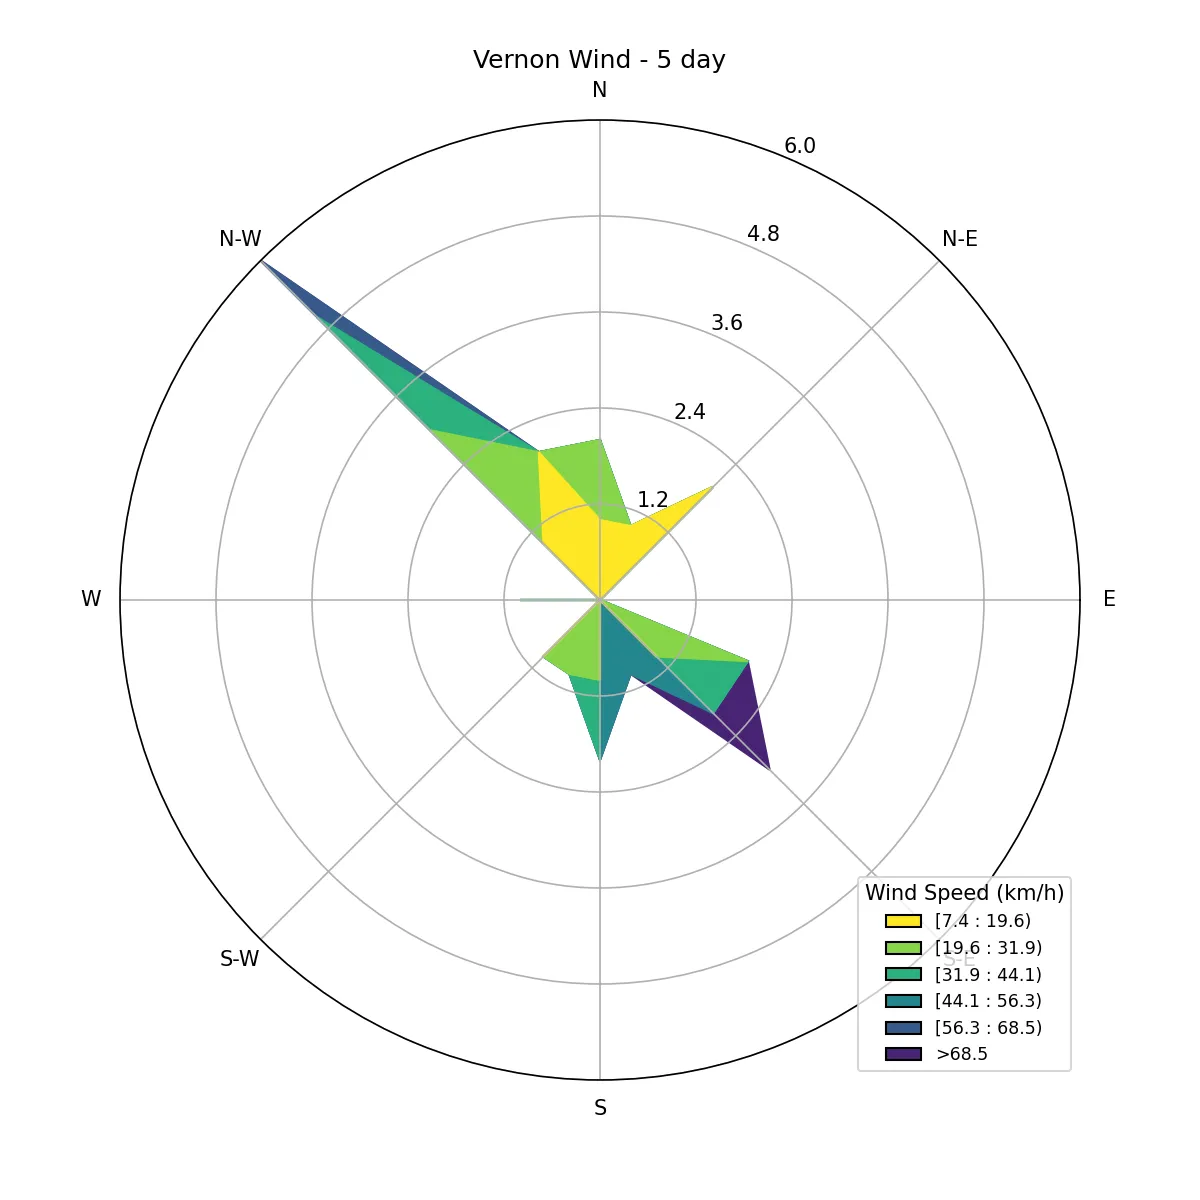 Vernon Wind - 5 day
N
6.0
N-W
N-E
4.8
3.6
2.4
1.2
W
E
S-W
S-E
Wind Speed (km/h)
[7.4 : 19.6)
[19.6 : 31.9)
[31.9 : 44.1)
[44.1 : 56.3)
[56.3 : 68.5)
>68.5
S